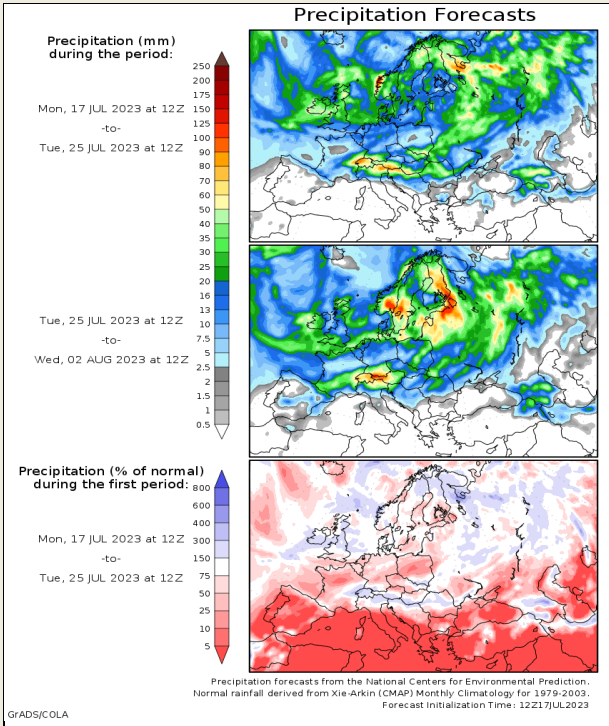 Precipitation Forecasts
Precipitation (mm)
during the period:
Mon, 17 JUL 2023 at 12Z
-to-
Tue, 25 JUL 2023 at 12Z
250
200
175
150
125
100
90
80
70
60
50
40
35
30
25
20
16
13
10
7.5
5
2.5
2
1.5
1
0.5
Tue, 25 JUL 2023 at 12Z
-to-
Wed, 02 AUG 2023 at 12Z
Precipitation (% of normal)
during the first period:
Mon, 17 JUL 2023 at 12Z
-to-
Tue, 25 JUL 2023 at 12Z
800
600
400
300
150
75
50
25
10
5
Precipitation forecasts from the National Centers for Environmental Prediction.
Normal rainfall derived from Xie-Arkin (CMAP) Monthly Climatology for 1979-2003.
Forecast Initialization Time: 12Z17JUL2023
GrADS/COLA